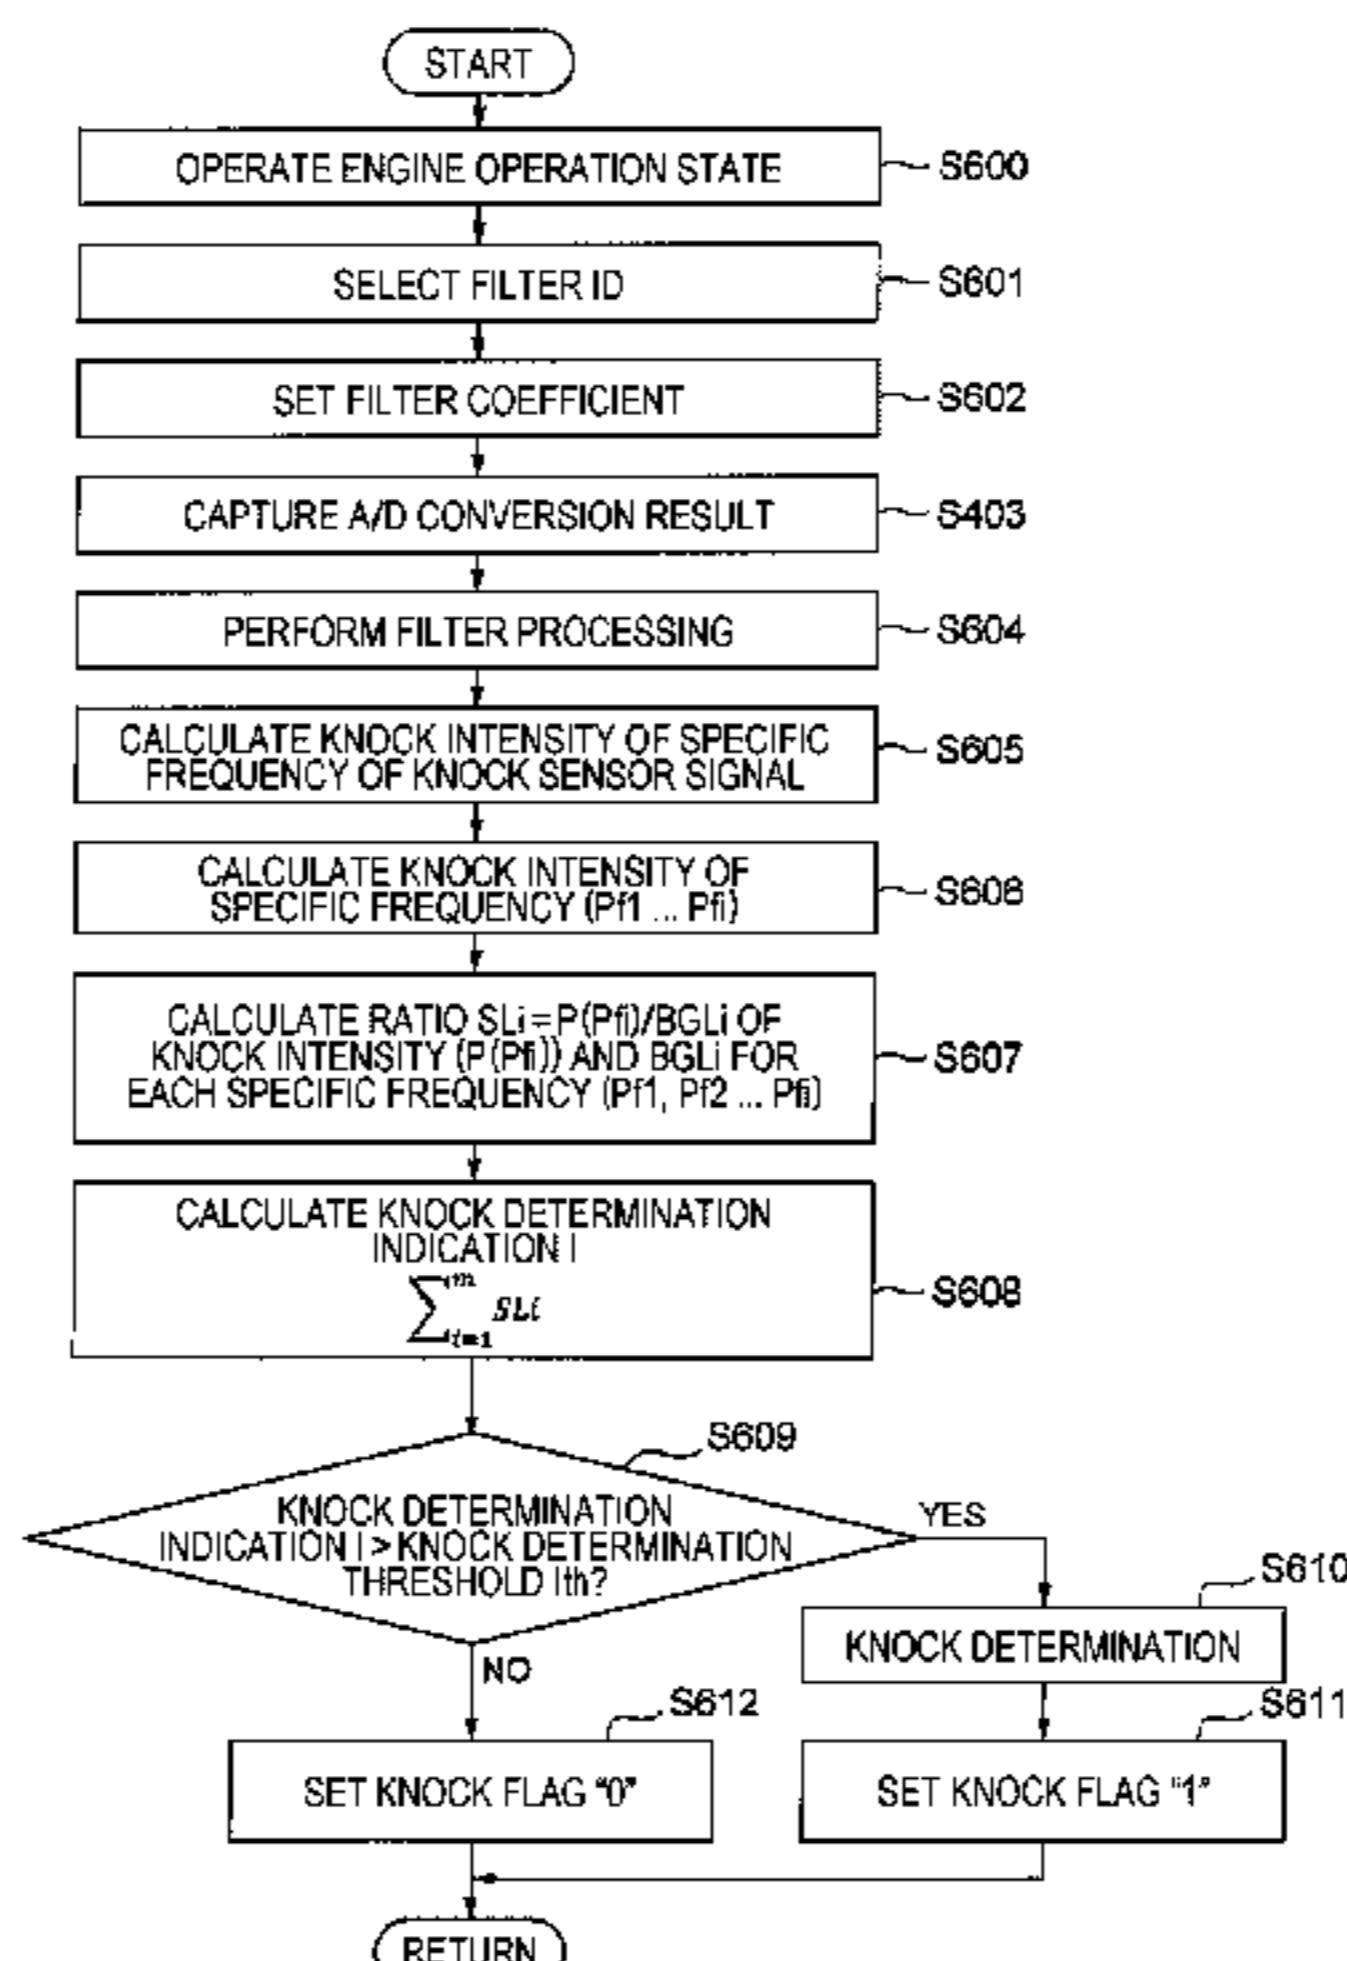 START
OPERATE ENGINE OPERATION STATE
S600
SELECT FILTER ID
S601
SET FILTER COEFFICIENT
S602
CAPTURE A/D CONVERSION RESULT
S403
PERFORM FILTER PROCESSING
S604
CALCULATE KNOCK INTENSITY OF SPECIFIC
FREQUENCY OF KNOCK SENSOR SIGNAL
S605
CALCULATE KNOCK INTENSITY OF
SPECIFIC FREQUENCY (Pf1 ... Pfi)
S606
CALCULATE RATIO SLi=P(Pfi)/BGLi OF
KNOCK INTENSITY (P(Pfi)) AND BGLi FOR
EACH SPECIFIC FREQUENCY (Pf1, Pf2 ... Pfi)
S607
CALCULATE KNOCK DETERMINATION
INDICATION I
∑_{i=1}^{m} SLi
S608
S609
KNOCK DETERMINATION
INDICATION I > KNOCK DETERMINATION
THRESHOLD Ith?
YES
S610
KNOCK DETERMINATION
NO
S612
SET KNOCK FLAG "0"
S611
SET KNOCK FLAG "1"
RETURN